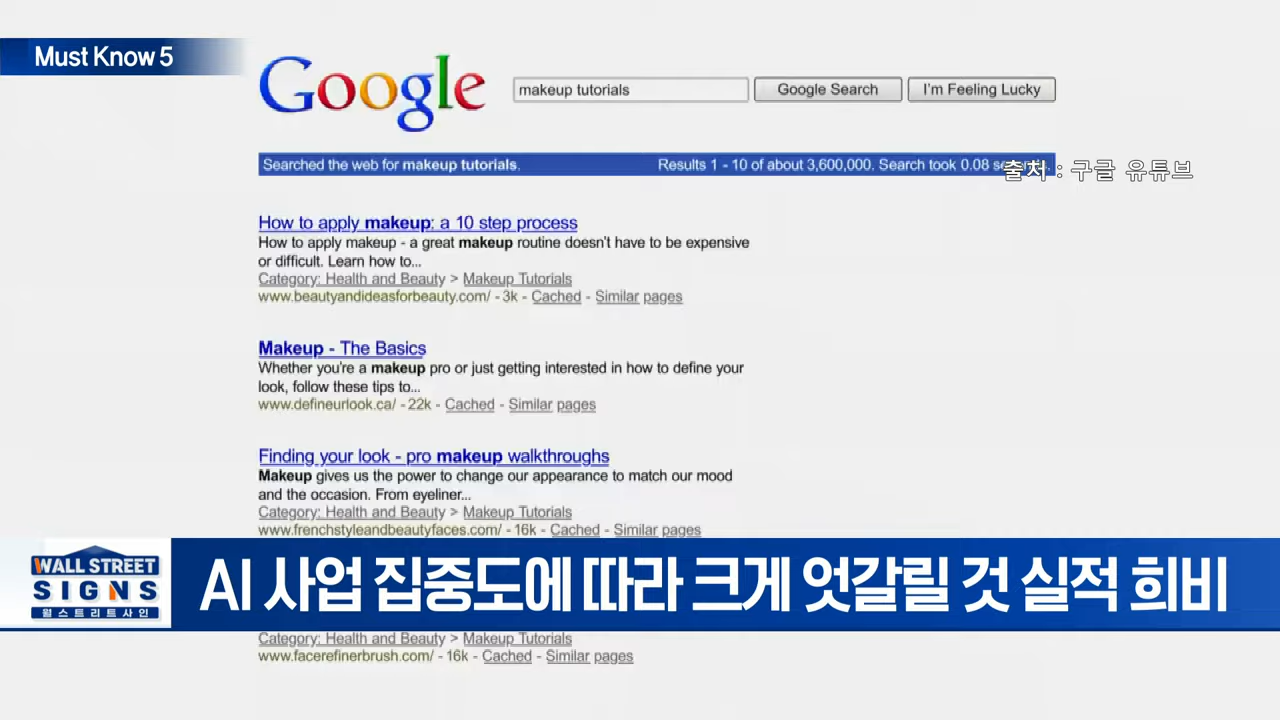 Must Know 5
Google
makeup tutorials
Google Search
I'm Feeling Lucky
Searched the web for makeup tutorials.
Results 1 - 10 of about 3,600,000. Search took 0.08
출처 : 구글 유튜브
How to apply makeup: a 10 step process
How to apply makeup - a great makeup routine doesn't have to be expensive
or difficult. Learn how to...
Category: Health and Beauty > Makeup Tutorials
www.beautyandideasforbeauty.com/ - 3k - Cached - Similar pages
Makeup - The Basics
Whether you're a makeup pro or just getting interested in how to define your
look, follow these tips to...
www.defineurlook.ca/ - 22k - Cached - Similar pages
Finding your look - pro makeup walkthroughs
Makeup gives us the power to change our appearance to match our mood
and the occasion. From eyeliner...
Category: Health and Beauty > Makeup Tutorials
www.frenchstyleandbeautyfaces.com/ - 16k - Cached - Similar pages
WALL STREET
SIGNS
월스트리트사인
AI 사업 집중도에 따라 크게 엇갈릴 것 실적 희비
Category: Health and Beauty > Makeup Tutorials
www.facerefinerbrush.com/ - 16k - Cached - Similar pages